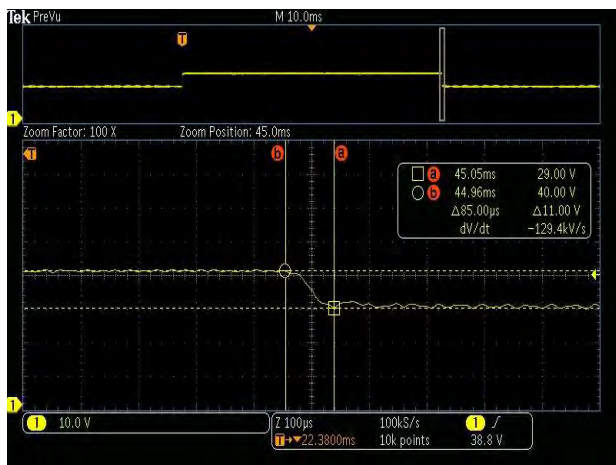 Tek PreVu M 10.0ms
T
1
Zoom Factor: 100 X Zoom Position: 45.0ms
T b a
a 45.05ms 29.00 V
b 44.96ms 40.00 V
Δ85.00µs Δ11.00 V
dV/dt -129.4kV/s
1
1 10.0 V
Z 100µs 100kS/s 1
T→▼22.3800ms 10k points 38.8 V